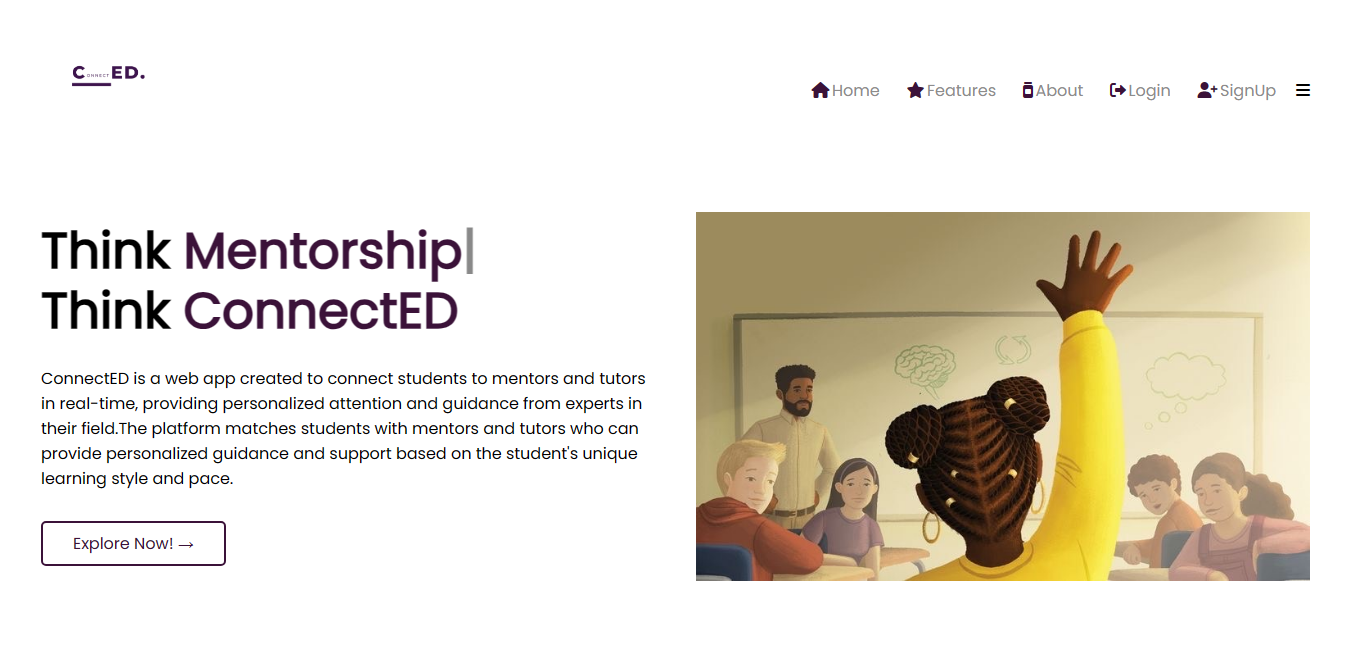 CONNECTED.
Home Features About Login SignUp
Think Mentorship|
Think ConnectED
ConnectED is a web app created to connect students to mentors and tutors
in real-time, providing personalized attention and guidance from experts in
their field.The platform matches students with mentors and tutors who can
provide personalized guidance and support based on the student's unique
learning style and pace.
Explore Now! →